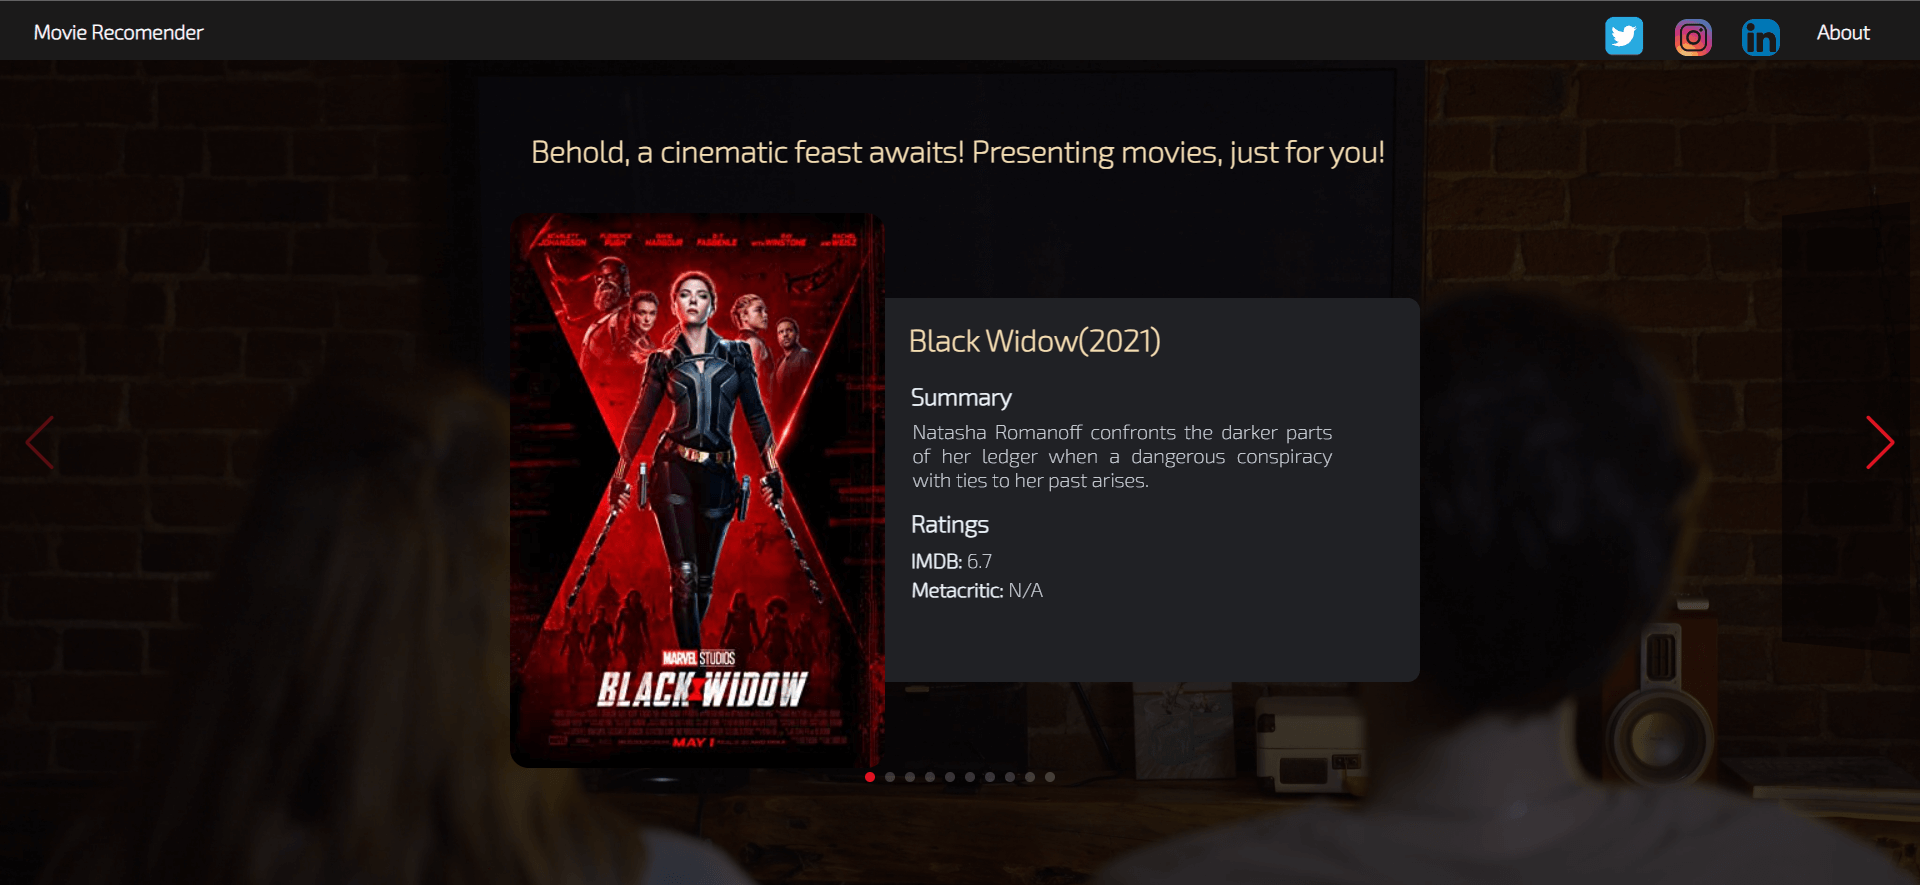 Movie Recomender
About
Behold, a cinematic feast awaits! Presenting movies, just for you!
SCARLETT JOHANSSON FLORENCE PUGH DAVID HARBOUR O-T FAGBENLE WITH RAY WINSTONE AND RACHEL WEISZ
MARVEL STUDIOS
BLACK WIDOW
MAY 1
Black Widow(2021)
Summary
Natasha Romanoff confronts the darker parts
of her ledger when a dangerous conspiracy
with ties to her past arises.
Ratings
IMDB: 6.7
Metacritic: N/A